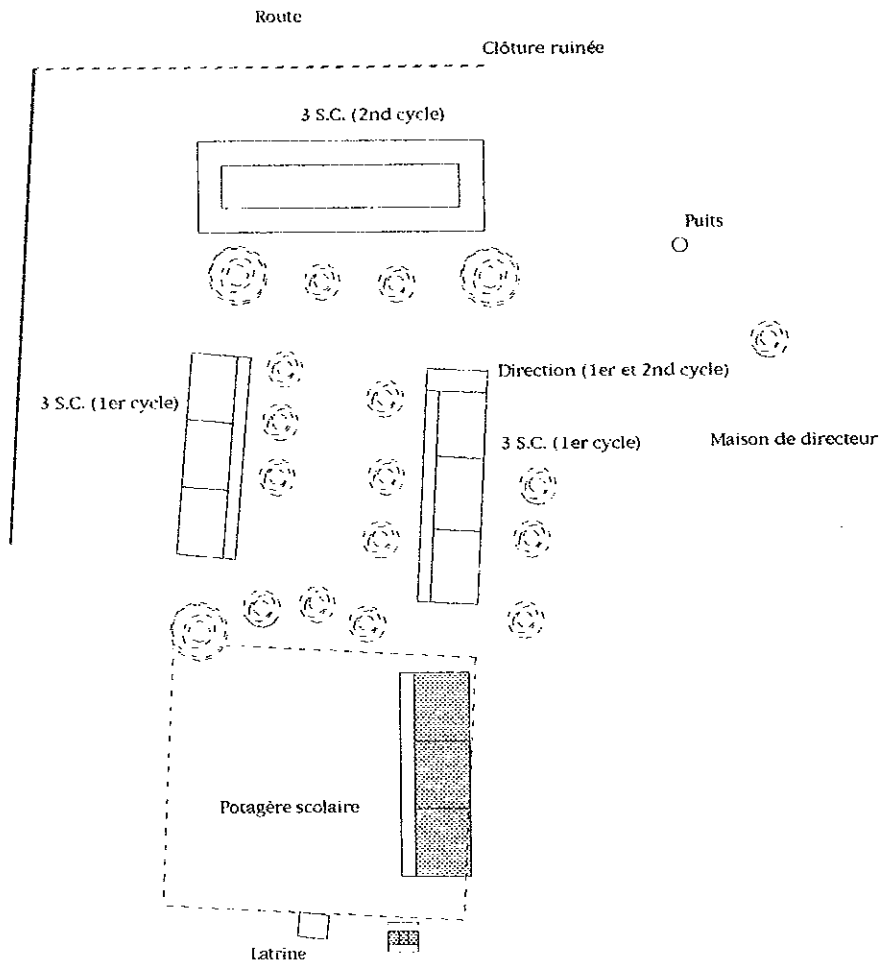 Route
Clôture ruinée
3 S.C. (2nd cycle)
Puits
Direction (1er et 2nd cycle)
3 S.C. (1er cycle)
3 S.C. (1er cycle)
Maison de directeur
Potagère scolaire
Latrine